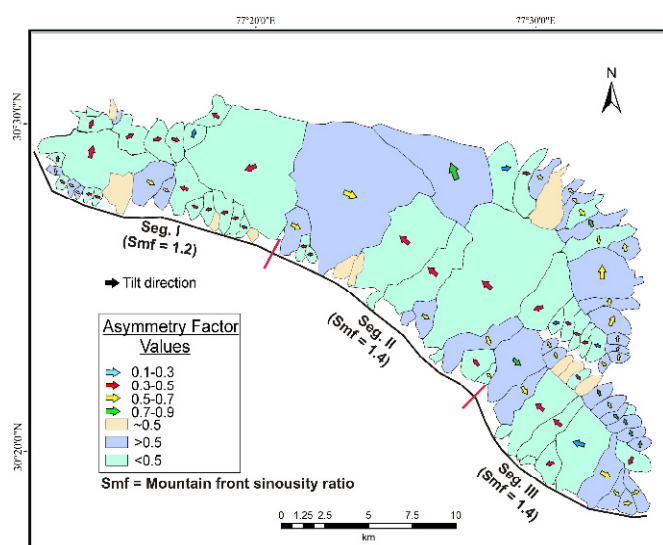 77°20'0"E
77°30'0"E
N
30°30'0"N
30°20'0"N
Seg. I
(Smf = 1.2)
Seg. II
(Smf = 1.4)
Seg. III
(Smf = 1.4)
Tilt direction
Asymmetry Factor
Values
0.1-0.3
0.3-0.5
0.5-0.7
0.7-0.9
~0.5
>0.5
<0.5
Smf = Mountain front sinousity ratio
0 1.25 2.5 5 7.5 10
km